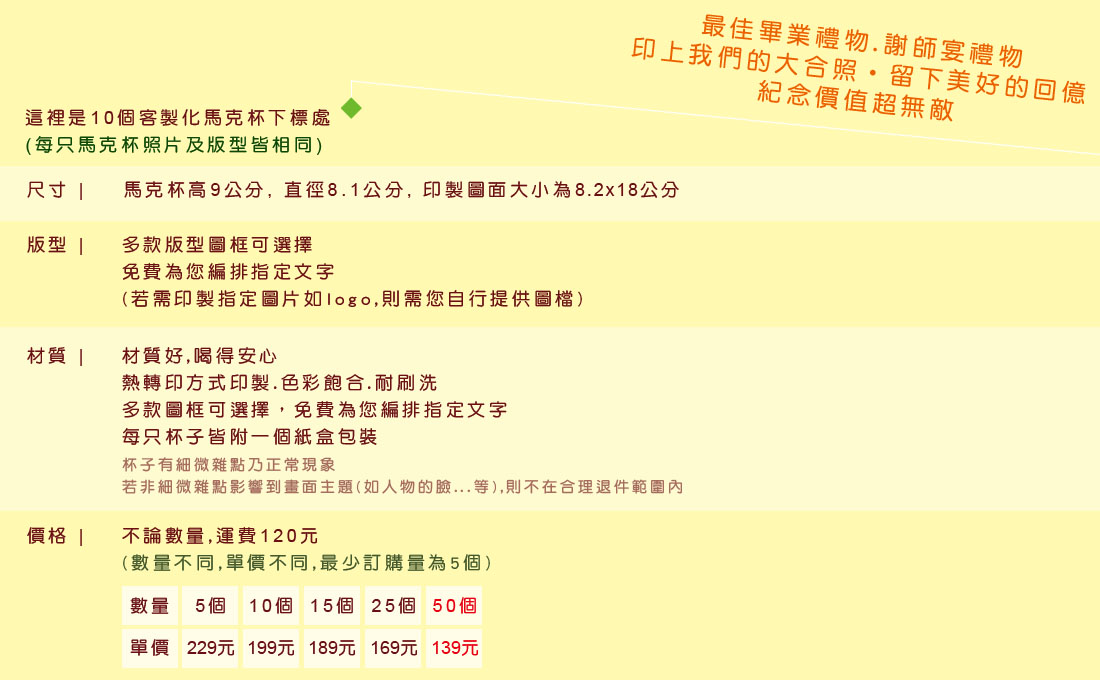 最佳畢業禮物.謝師宴禮物
印上我們的大合照‧留下美好的回億
紀念價值超無敵
這裡是10個客製化馬克杯下標處
(每只馬克杯照片及版型皆相同)
尺寸 | 馬克杯高9公分, 直徑8.1公分, 印製圖面大小為8.2x18公分
版型 | 多款版型圖框可選擇
免費為您編排指定文字
(若需印製指定圖片如logo,則需您自行提供圖檔)
材質 | 材質好,喝得安心
熱轉印方式印製.色彩飽合.耐刷洗
多款圖框可選擇，免費為您編排指定文字
每只杯子皆附一個紙盒包裝
杯子有細微雜點乃正常現象
若非細微雜點影響到畫面主題(如人物的臉...等),則不在合理退件範圍內
價格 | 不論數量,運費120元
(數量不同,單價不同,最少訂購量為5個)
數量 5個 10個 15個 25個 50個
單價 229元 199元 189元 169元 139元